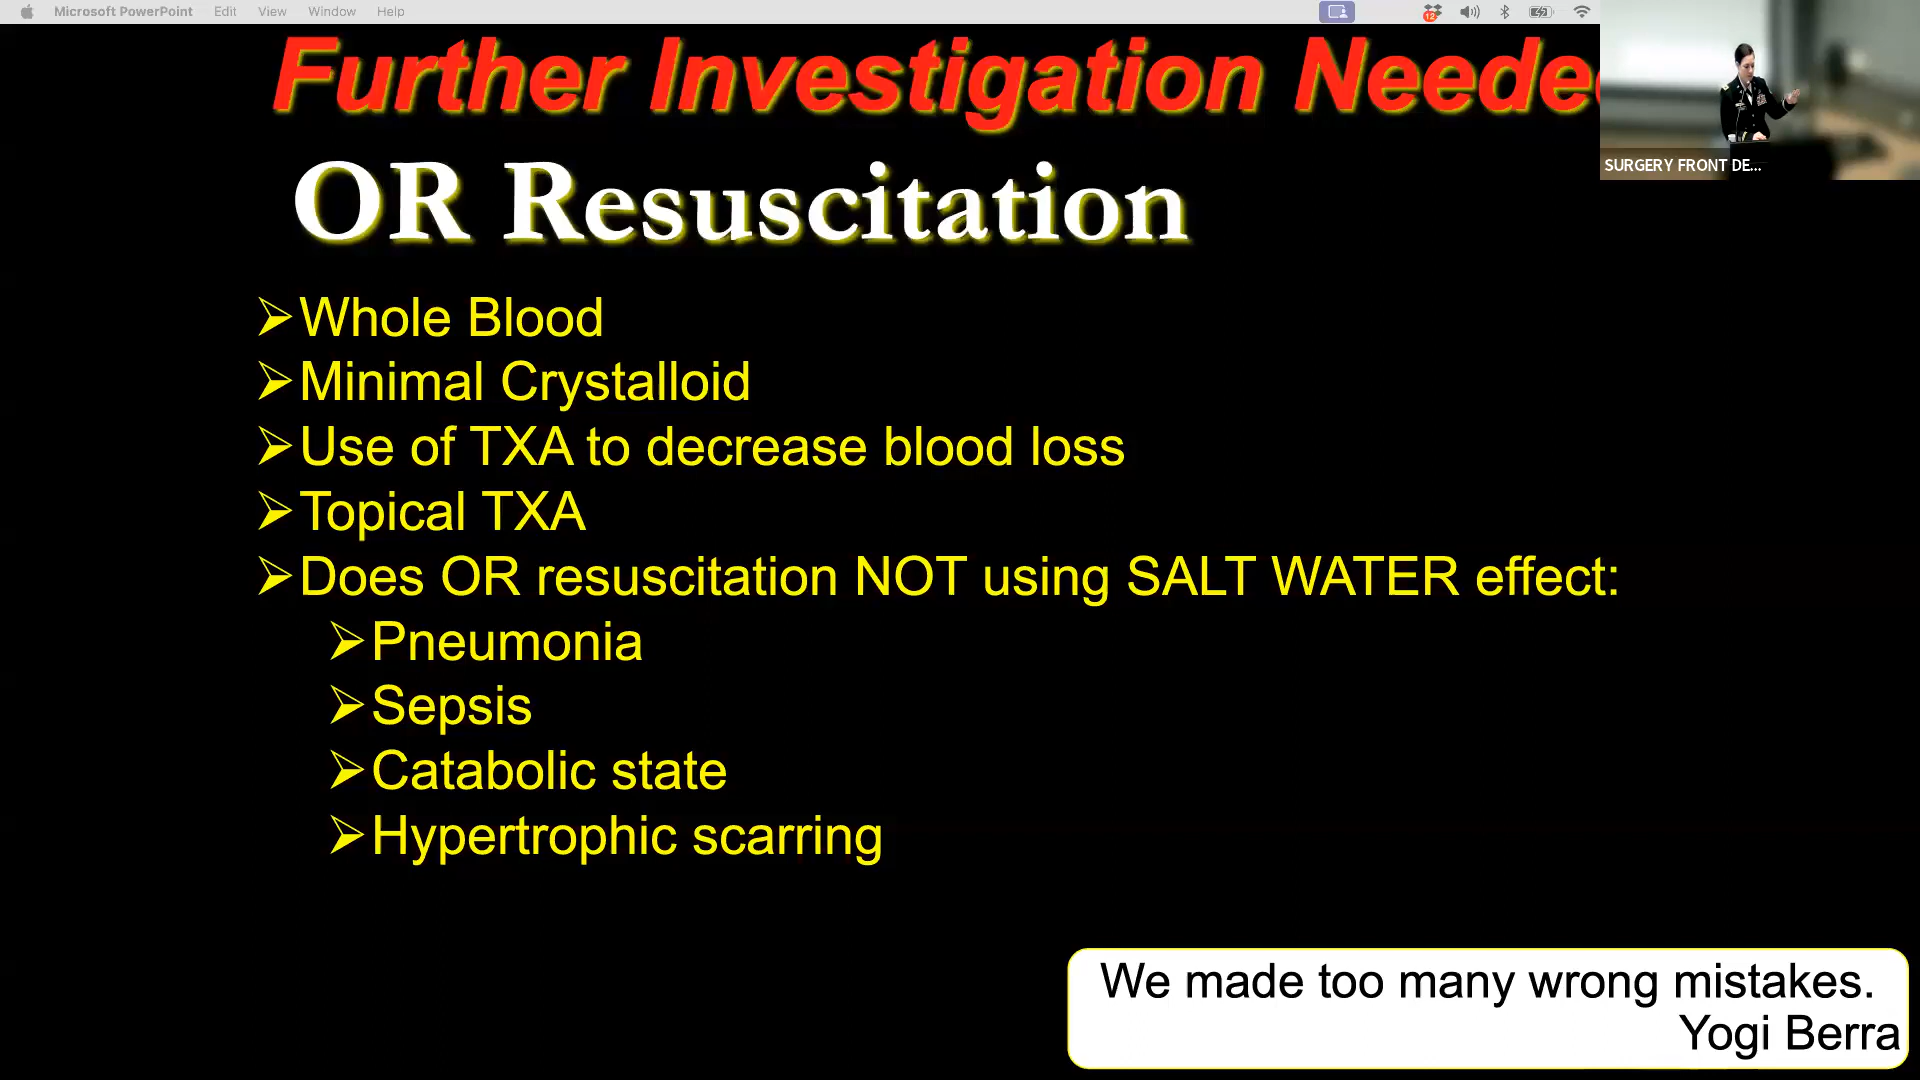 Microsoft PowerPoint Edit View Window Help
12
Further Investigation Neede
SURGERY FRONT DE...
OR Resuscitation
➢Whole Blood
➢Minimal Crystalloid
➢Use of TXA to decrease blood loss
➢Topical TXA
➢Does OR resuscitation NOT using SALT WATER effect:
➢Pneumonia
➢Sepsis
➢Catabolic state
➢Hypertrophic scarring
We made too many wrong mistakes.
Yogi Berra